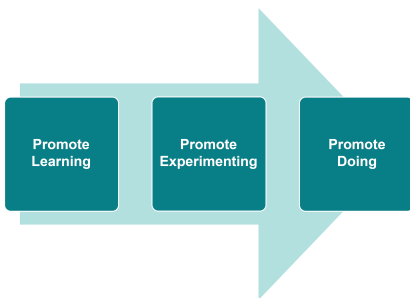 Promote
Learning
Promote
Experimenting
Promote
Doing